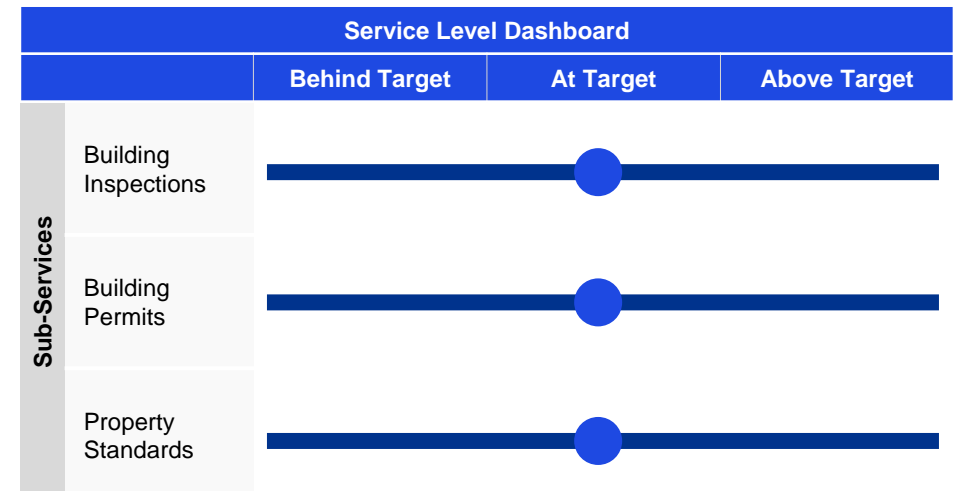 Service Level Dashboard
Behind Target At Target Above Target
Sub-Services
Building
Inspections
Building
Permits
Property
Standards